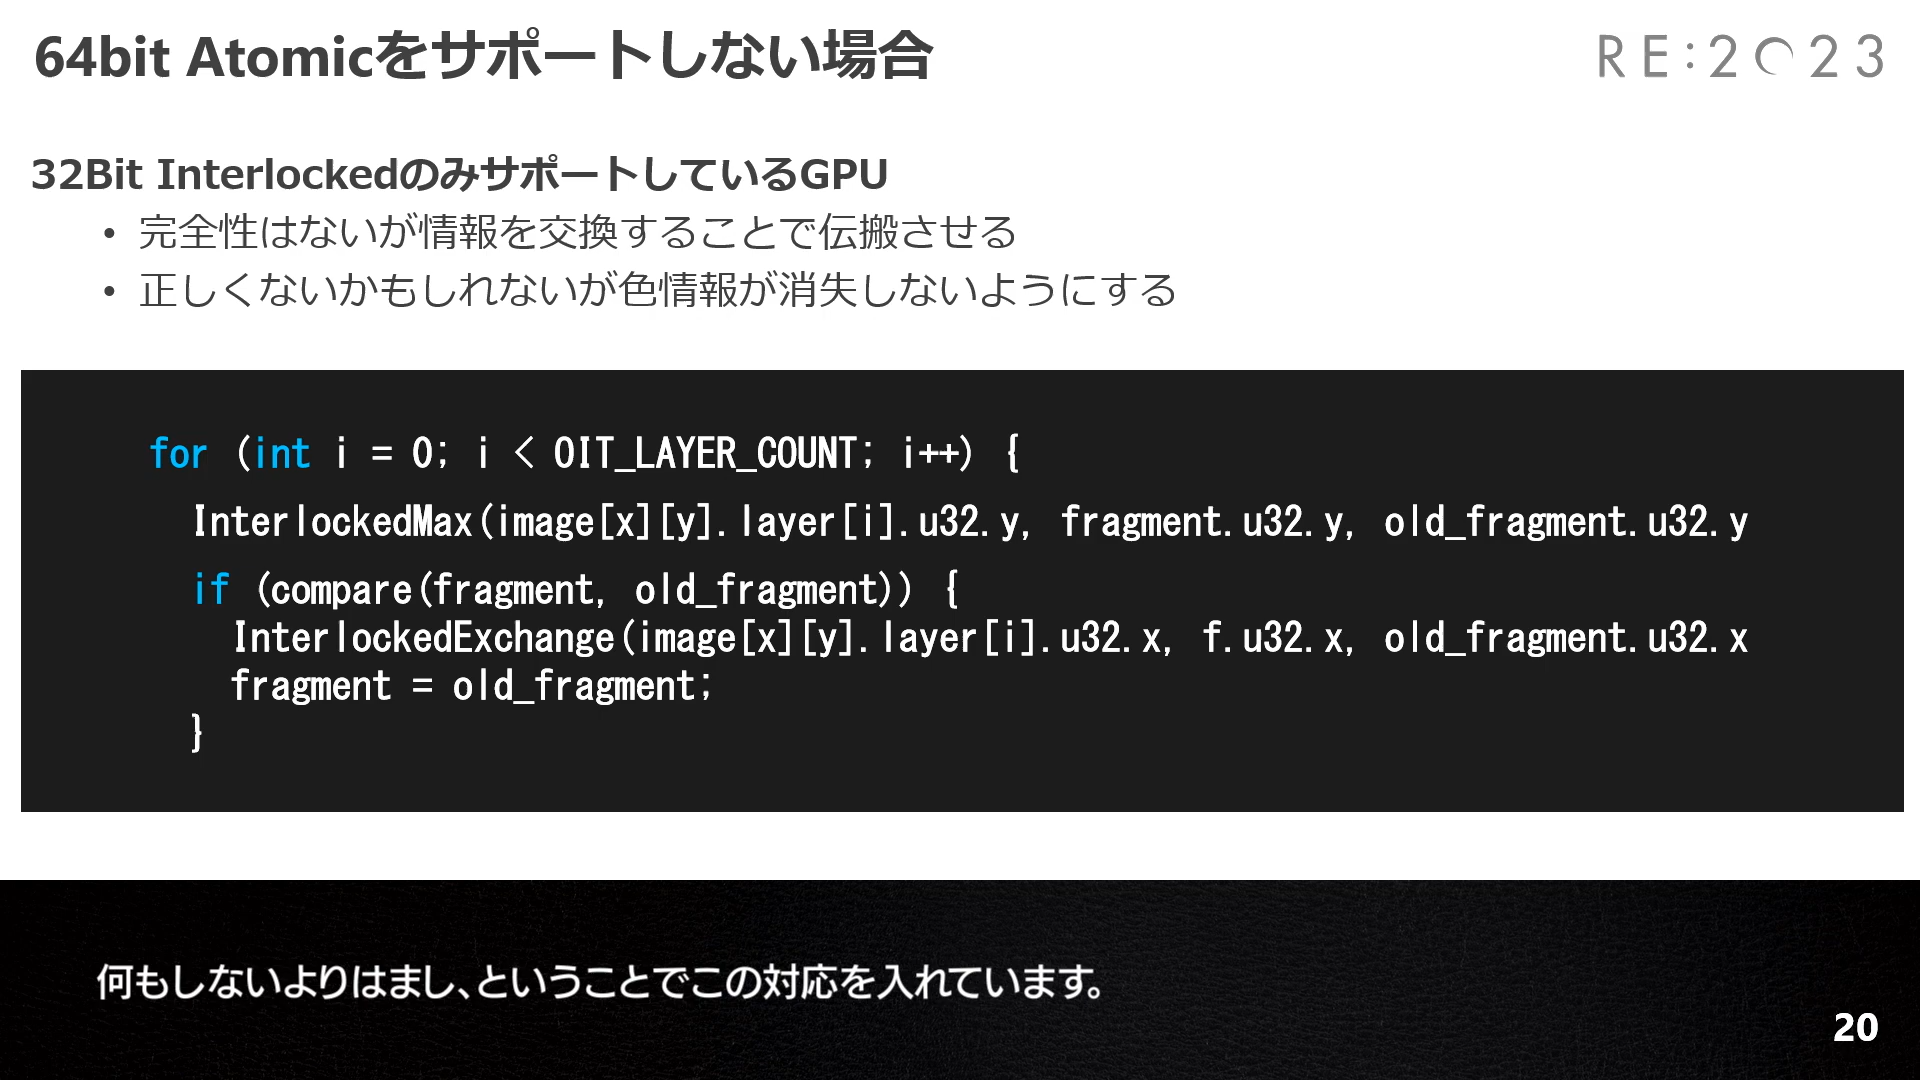 64bit Atomicをサポートしない場合
RE:2023
32Bit InterlockedのみサポートしているGPU
• 完全性はないが情報を交換することで伝搬させる
• 正しくないかもしれないが色情報が消失しないようにする
for (int i = 0; i < OIT_LAYER_COUNT; i++) {
InterlockedMax(image[x][y].layer[i].u32.y, fragment.u32.y, old_fragment.u32.y
if (compare(fragment, old_fragment)) {
InterlockedExchange(image[x][y].layer[i].u32.x, f.u32.x, old_fragment.u32.x
fragment = old_fragment;
}
何もしないよりはまし、ということでこの対応を入れています。
20